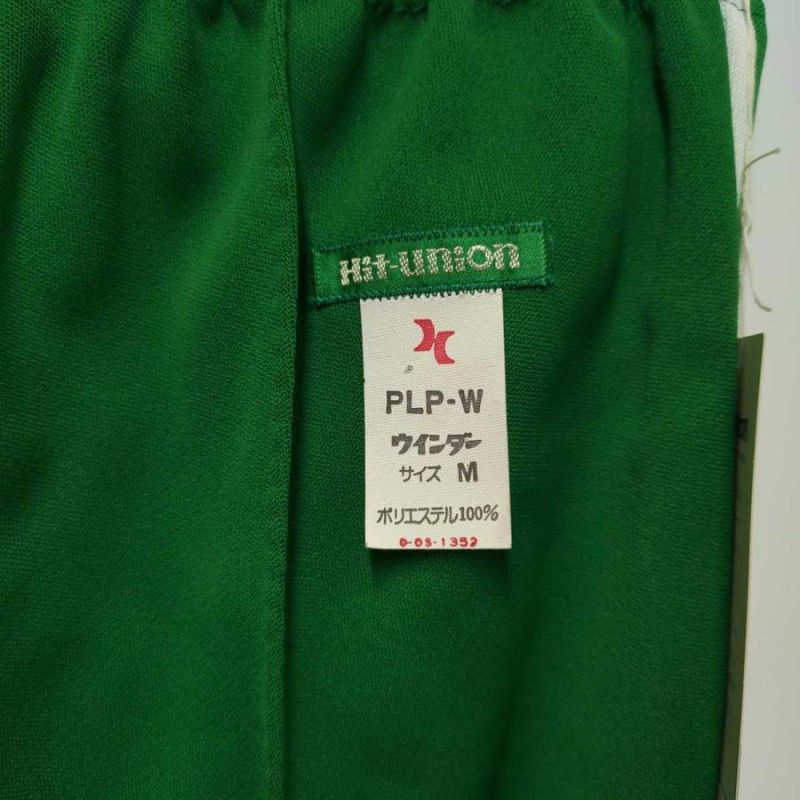 Hit-union
PLP-W
ウインダー
サイズ M
ポリエステル100%
0-OS-1352